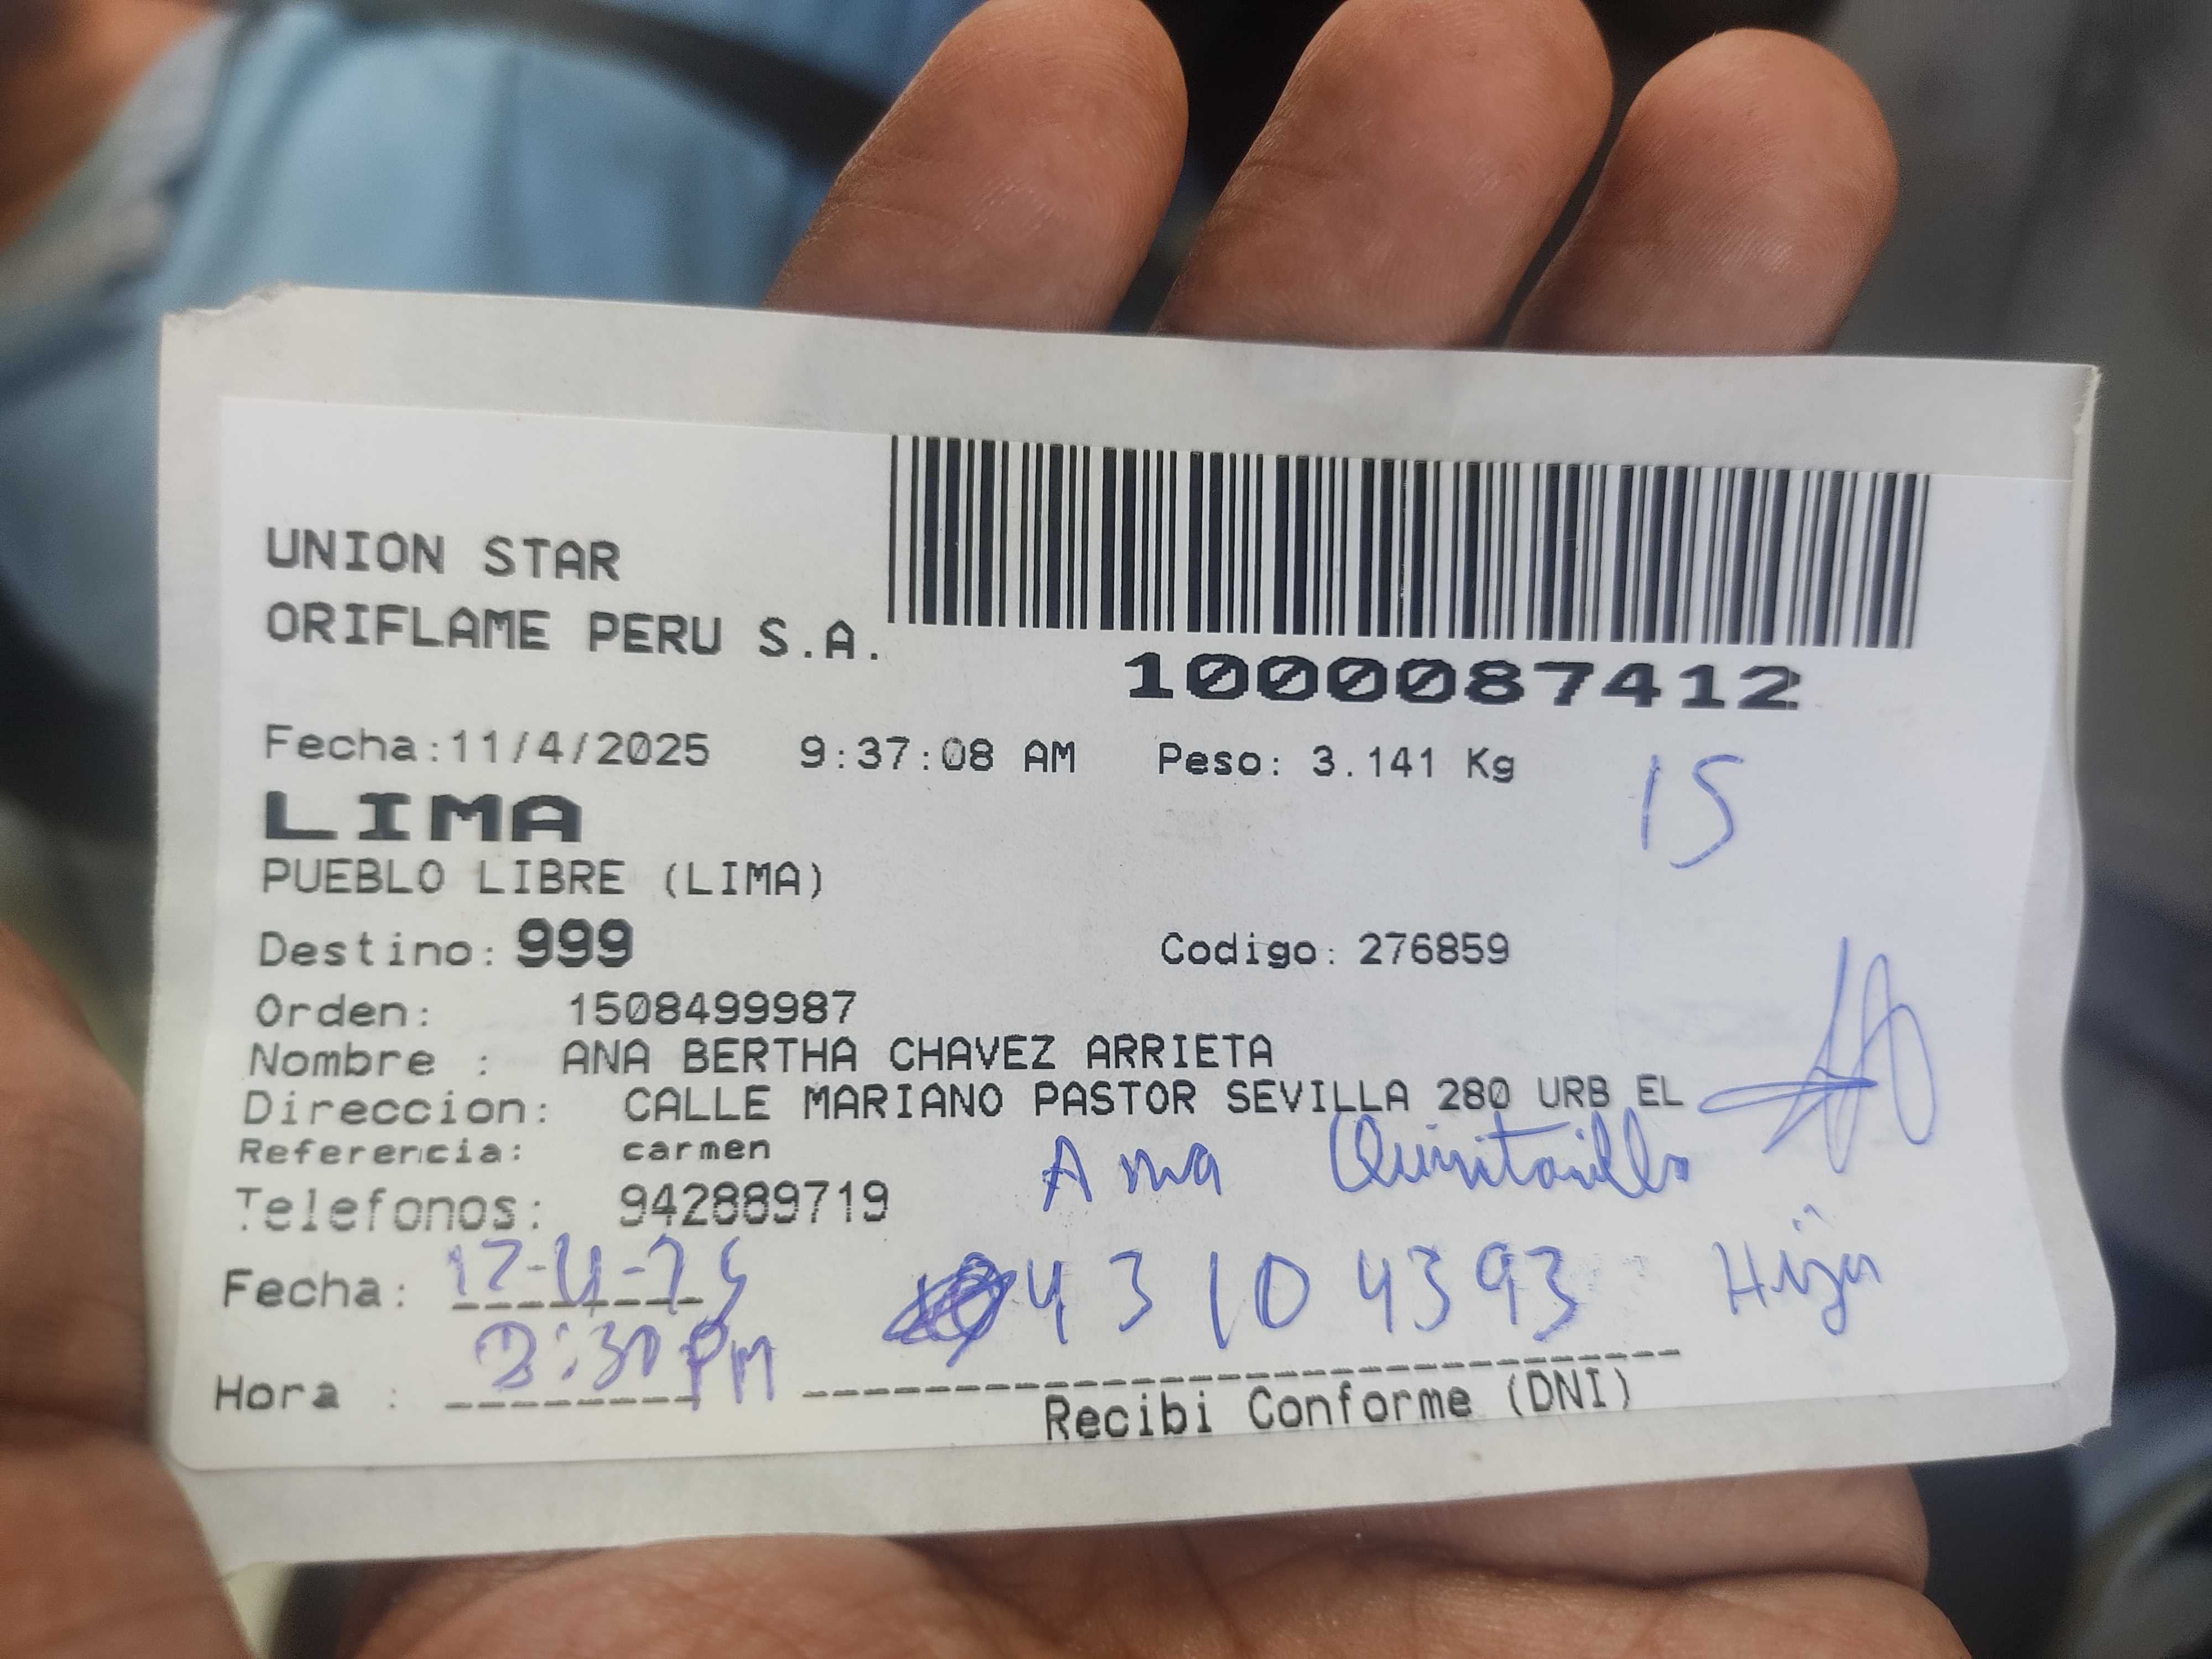 UNION STAR
ORIFLAME PERU S.A.
1000087412
Fecha:11/4/2025 9:37:08 AM Peso: 3.141 Kg
15
LIMA
PUEBLO LIBRE (LIMA)
Destino: 999 Codigo: 276859
Orden: 1508499987
Nombre : ANA BERTHA CHAVEZ ARRIETA
Direccion: CALLE MARIANO PASTOR SEVILLA 280 URB EL
Referencia: carmen
Ana Quintanilla
Telefonos: 942889719
Fecha: 12-4-25 43104393 Hija
Hora : :30 PM
Recibi Conforme (DNI)